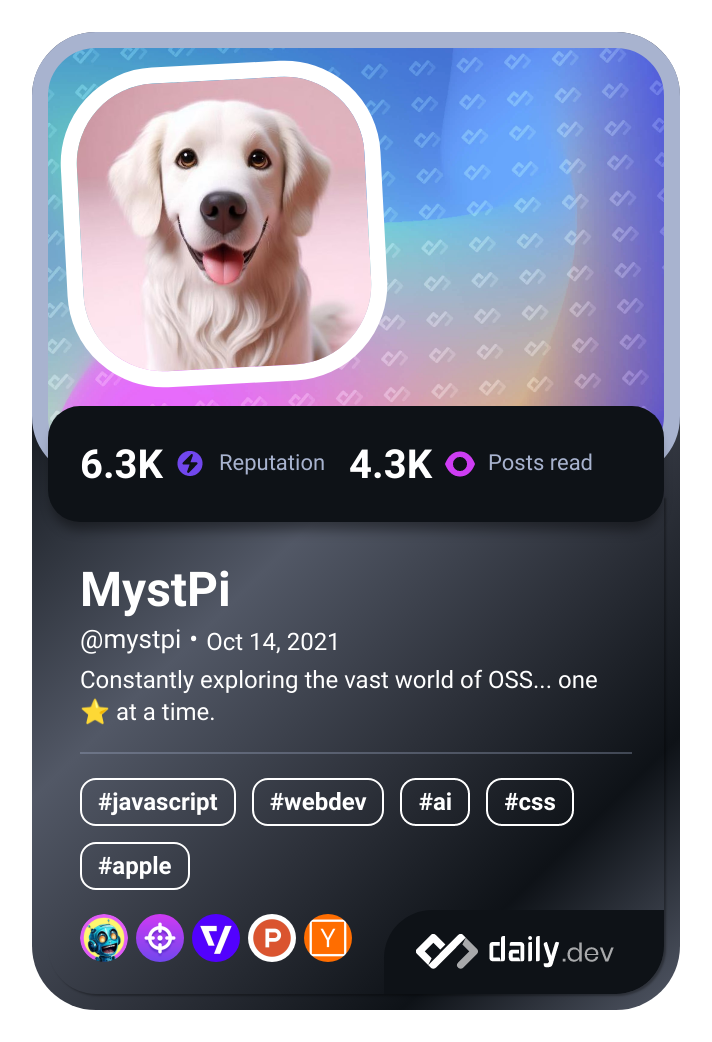 6.3K Reputation 4.3K Posts read
MystPi
@mystpi • Oct 14, 2021
Constantly exploring the vast world of OSS... one
⭐ at a time.
#javascript #webdev #ai #css
#apple
P Y
daily.dev